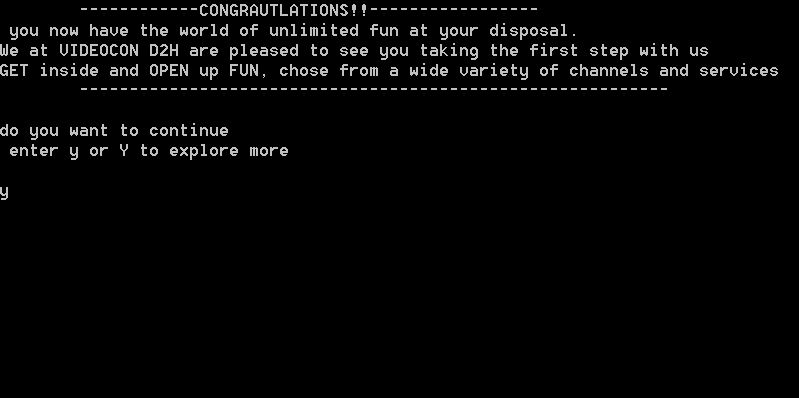 ------------CONGRAUTLATIONS!!-----------------
you now have the world of unlimited fun at your disposal.
We at VIDEOCON D2H are pleased to see you taking the first step with us
GET inside and OPEN up FUN, chose from a wide variety of channels and services
-----------------------------------------------------------
do you want to continue
enter y or Y to explore more
y